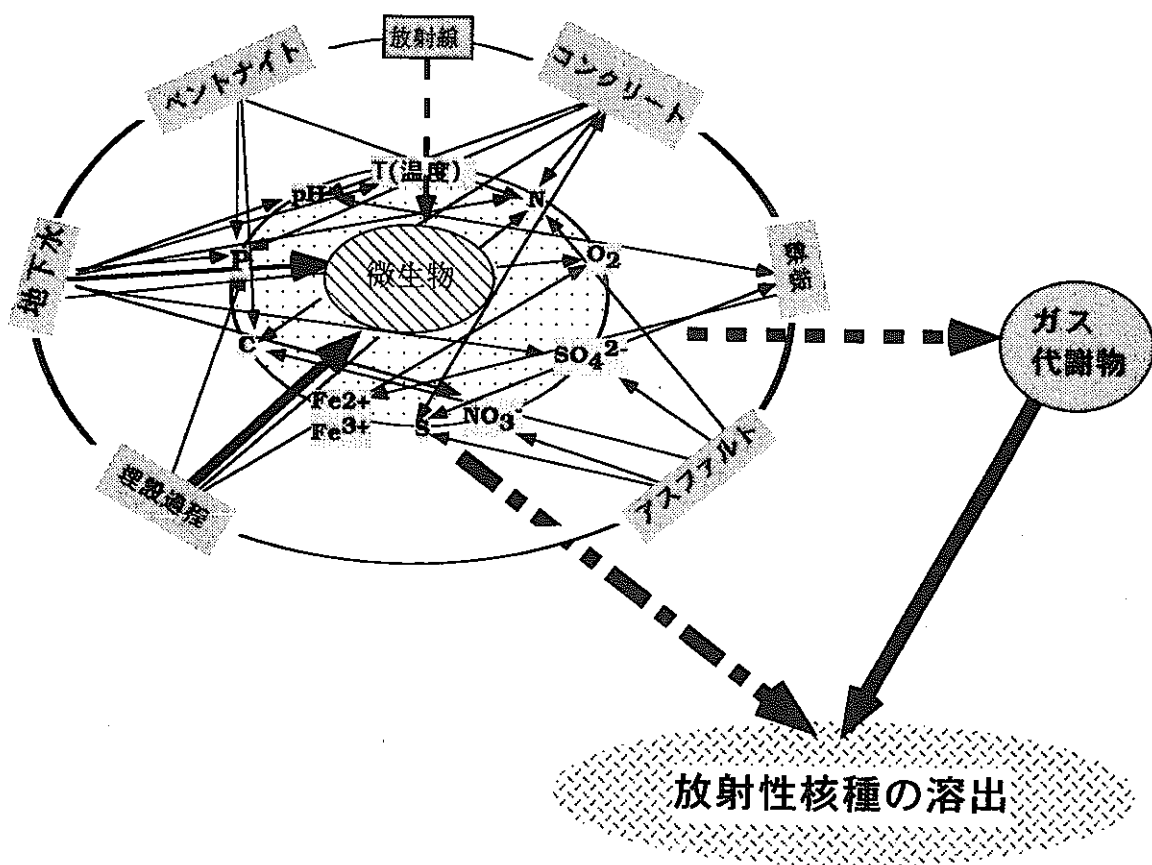 放射線
ベントナイト
コンクリート
T(温度)
pH
N
地下水
P
微生物
O2
鉄筋
ガス
代謝物
C
SO4 2-
Fe2+
Fe3+
S
NO3-
アスファルト
埋設過程
放射性核種の溶出